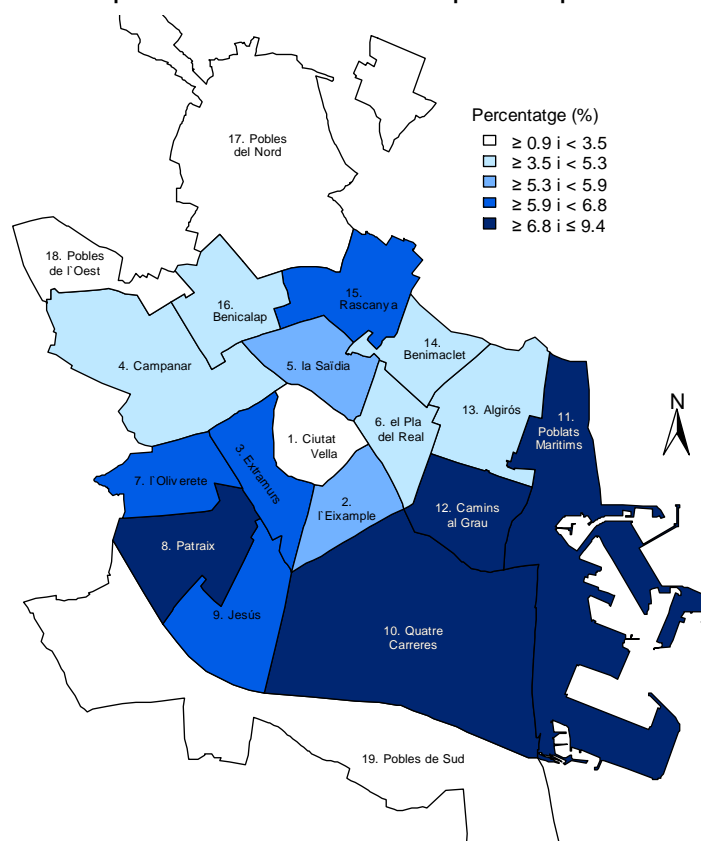 17. Pobles
del Nord
Percentatge (%)
≥ 0.9 i < 3.5
≥ 3.5 i < 5.3
≥ 5.3 i < 5.9
≥ 5.9 i < 6.8
≥ 6.8 i ≤ 9.4
18. Pobles
de l`Oest
15.
Rascanya
16.
Benicalap
14.
Benimaclet
4. Campanar
5. la Saïdia
13. Algirós
11.
Poblats
Marítims
N
6. el Pla
del Real
1. Ciutat
Vella
3. Extramurs
7. l`Oliverete
2.
l`Eixample
12. Camins
al Grau
8. Patraix
9. Jesús
10. Quatre
Carreres
19. Pobles de Sud